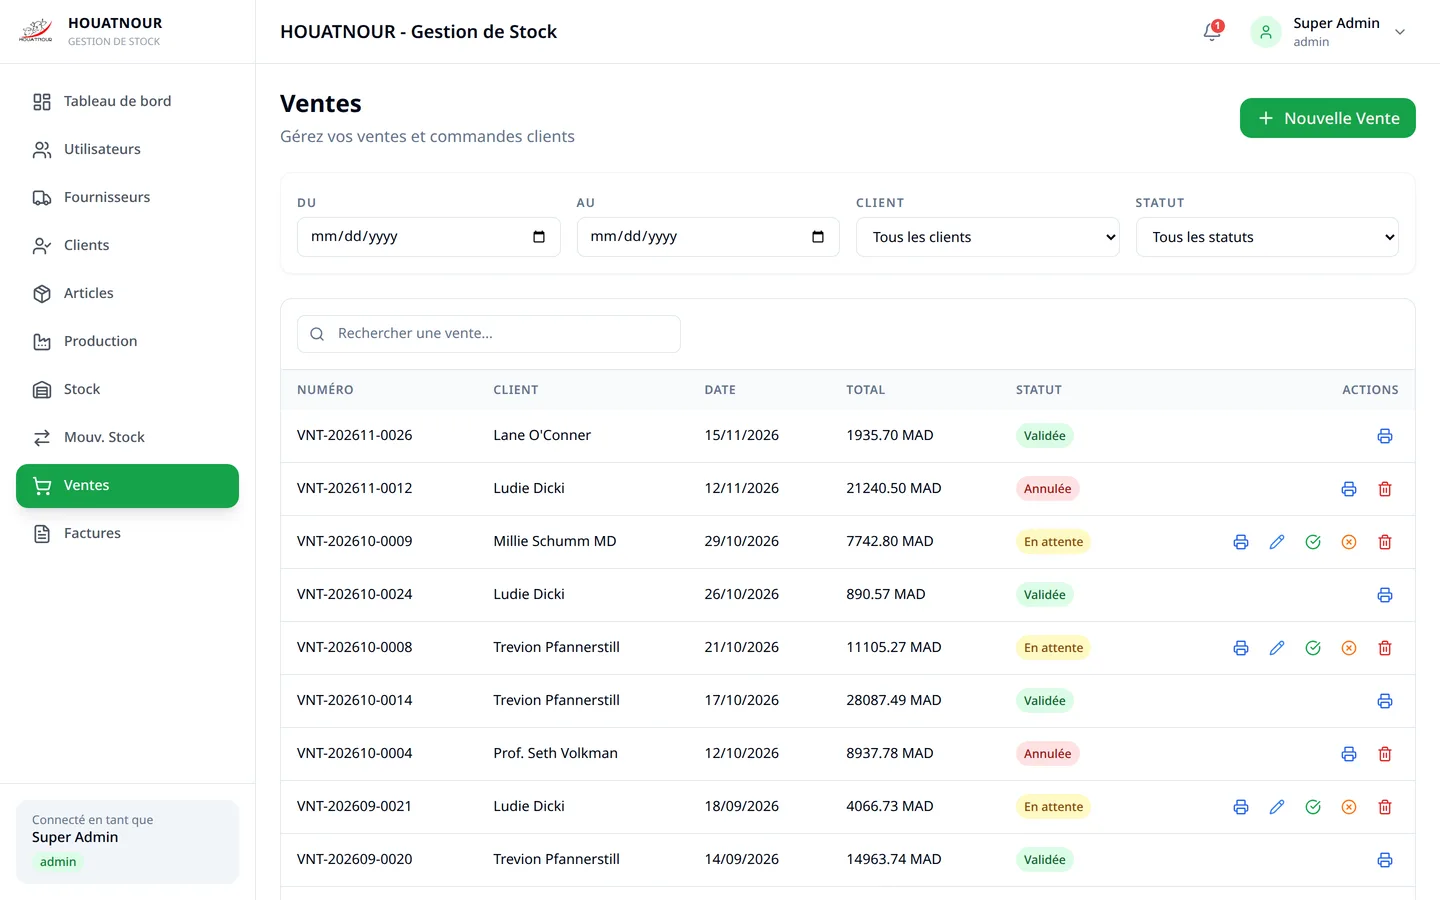 HOUATNOUR
HOUATNOUR
GESTION DE STOCK
HOUATNOUR - Gestion de Stock
1
Super Admin
admin
Tableau de bord
Utilisateurs
Fournisseurs
Clients
Articles
Production
Stock
Mouv. Stock
Ventes
Factures
Connecté en tant que
Super Admin
admin
Ventes
Gérez vos ventes et commandes clients
Nouvelle Vente
DU AU CLIENT STATUT
mm/dd/yyyy mm/dd/yyyy Tous les clients Tous les statuts
Rechercher une vente...
NUMÉRO CLIENT DATE TOTAL STATUT ACTIONS
VNT-202611-0026 Lane O'Conner 15/11/2026 1935.70 MAD Validée
VNT-202611-0012 Ludie Dicki 12/11/2026 21240.50 MAD Annulée
VNT-202610-0009 Millie Schumm MD 29/10/2026 7742.80 MAD En attente
VNT-202610-0024 Ludie Dicki 26/10/2026 890.57 MAD Validée
VNT-202610-0008 Trevion Pfannerstill 21/10/2026 11105.27 MAD En attente
VNT-202610-0014 Trevion Pfannerstill 17/10/2026 28087.49 MAD Validée
VNT-202610-0004 Prof. Seth Volkman 12/10/2026 8937.78 MAD Annulée
VNT-202609-0021 Ludie Dicki 18/09/2026 4066.73 MAD En attente
VNT-202609-0020 Trevion Pfannerstill 14/09/2026 14963.74 MAD Validée